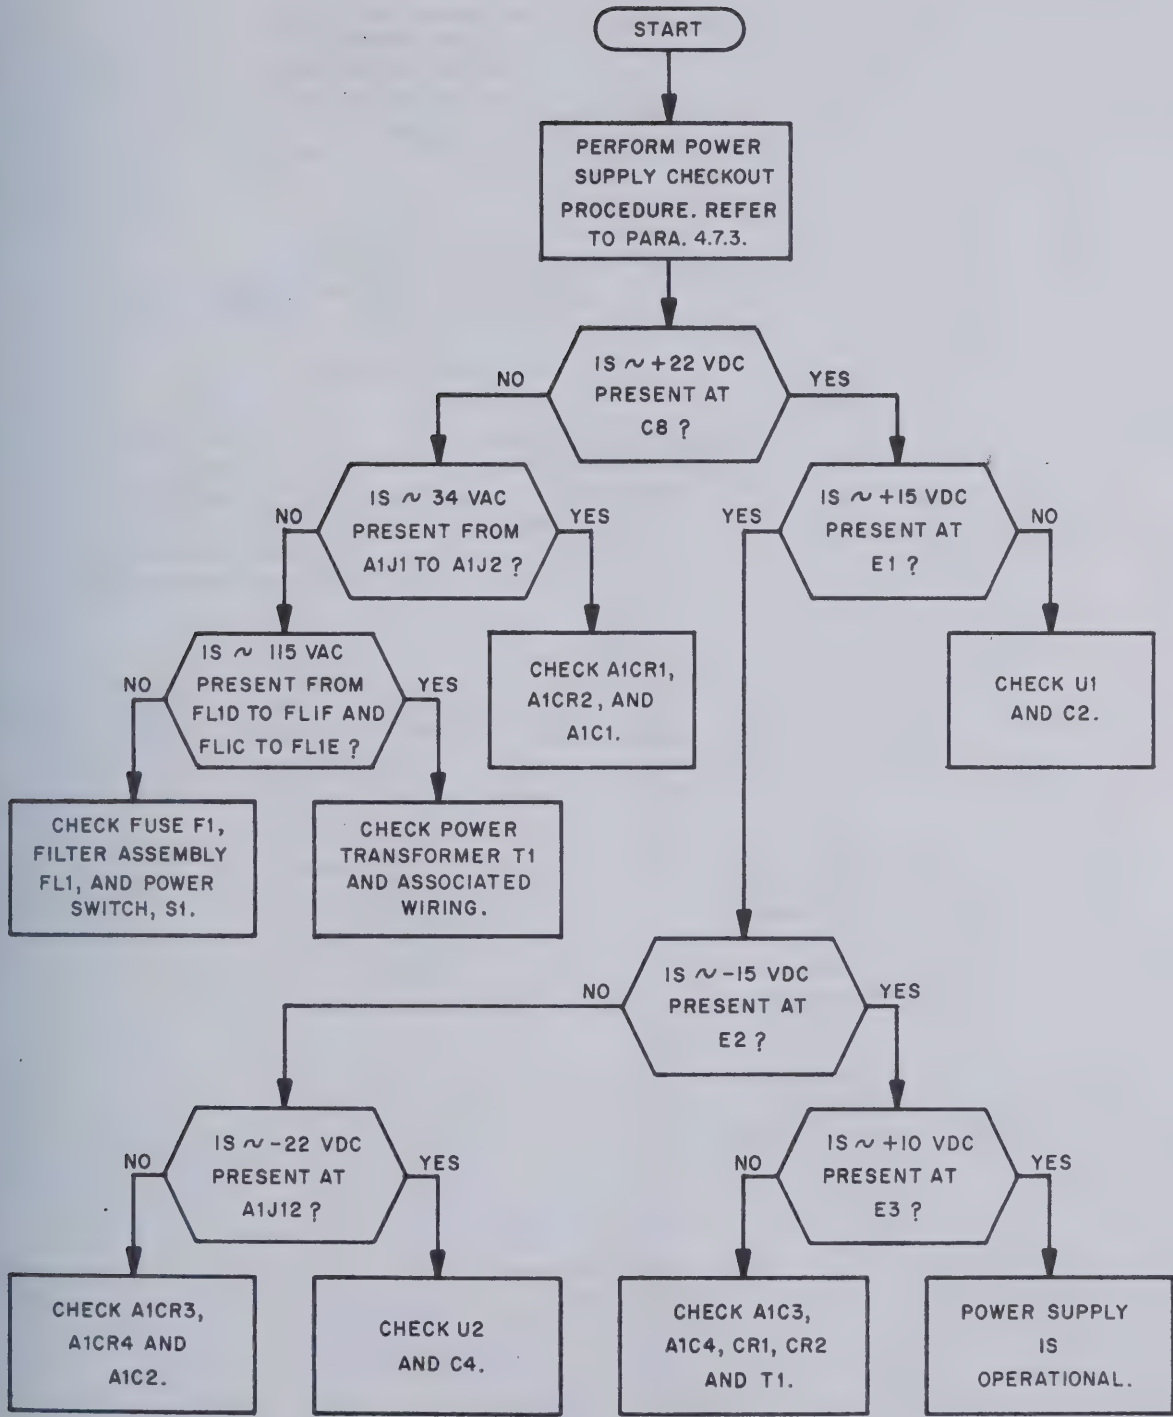 START
PERFORM POWER
SUPPLY CHECKOUT
PROCEDURE. REFER
TO PARA. 4.7.3.
IS ~ +22 VDC
PRESENT AT
C8 ?
NO
YES
IS ~ 34 VAC
PRESENT FROM
A1J1 TO A1J2 ?
NO
YES
IS ~ +15 VDC
PRESENT AT
E1 ?
YES
NO
IS ~ 115 VAC
PRESENT FROM
FL1D TO FL1F AND
FL1C TO FL1E ?
NO
YES
CHECK A1CR1,
A1CR2, AND
A1C1.
CHECK U1
AND C2.
CHECK FUSE F1,
FILTER ASSEMBLY
FL1, AND POWER
SWITCH, S1.
CHECK POWER
TRANSFORMER T1
AND ASSOCIATED
WIRING.
IS ~ -15 VDC
PRESENT AT
E2 ?
NO
YES
IS ~ -22 VDC
PRESENT AT
A1J12 ?
NO
YES
IS ~ +10 VDC
PRESENT AT
E3 ?
NO
YES
CHECK A1CR3,
A1CR4 AND
A1C2.
CHECK U2
AND C4.
CHECK A1C3,
A1C4, CR1, CR2
AND T1.
POWER SUPPLY
IS
OPERATIONAL.